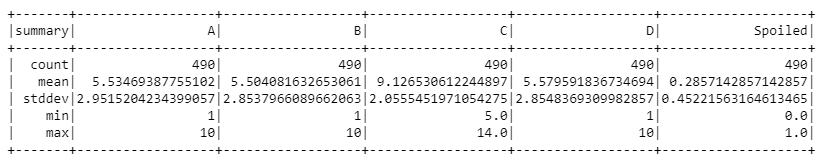 +-------+------------------+------------------+------------------+------------------+-------------------+
|summary|                 A|                 B|                 C|                 D|            Spoiled|
+-------+------------------+------------------+------------------+------------------+-------------------+
|  count|               490|               490|               490|               490|                490|
|   mean|  5.53469387755102| 5.504081632653061| 9.126530612244897| 5.579591836734694| 0.2857142857142857|
| stddev|2.9515204234399057|2.8537966089662063|2.0555451971054275|2.8548369309982857|0.45221563164613465|
|    min|                 1|                 1|               5.0|                 1|                0.0|
|    max|                10|                10|              14.0|                10|                1.0|
+-------+------------------+------------------+------------------+------------------+-------------------+